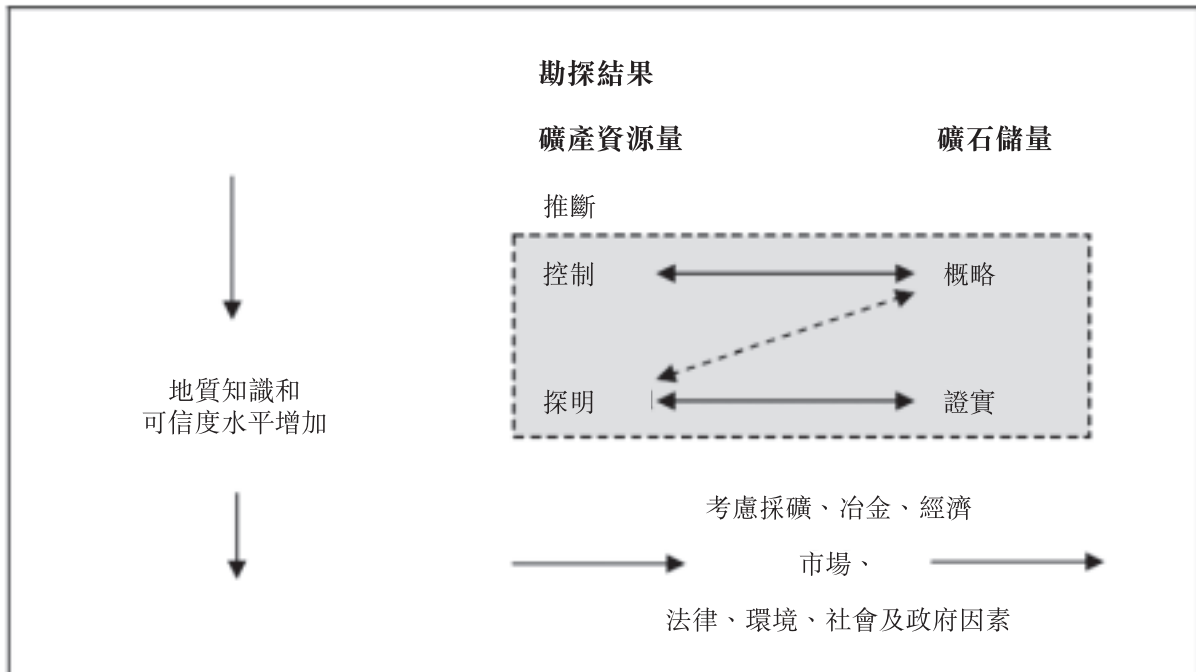 勘探結果
礦產資源量 礦石儲量
推斷
控制 概略
探明 證實
地質知識和
可信度水平增加
考慮採礦、冶金、經濟
市場、
法律、環境、社會及政府因素